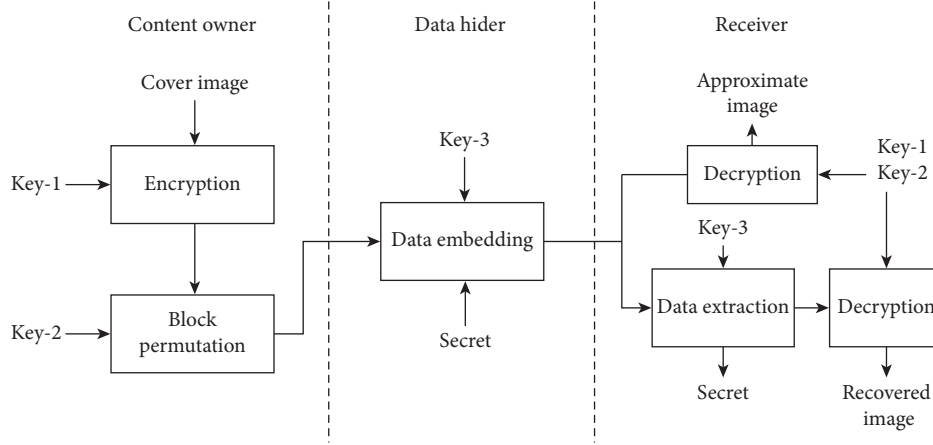 Content owner
Data hider
Receiver
Cover image
Key-1
Encryption
Key-2
Block
permutation
Key-3
Data embedding
Secret
Approximate
image
Decryption
Key-1
Key-2
Key-3
Data extraction
Decryption
Secret
Recovered
image